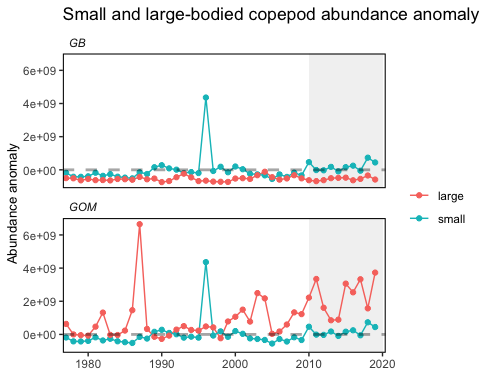 Small and large-bodied copepod abundance anomaly
GB
6e+09
4e+09
2e+09
0e+00
Abundance anomaly
large
small
GOM
6e+09
4e+09
2e+09
0e+00
1980 1990 2000 2010 2020